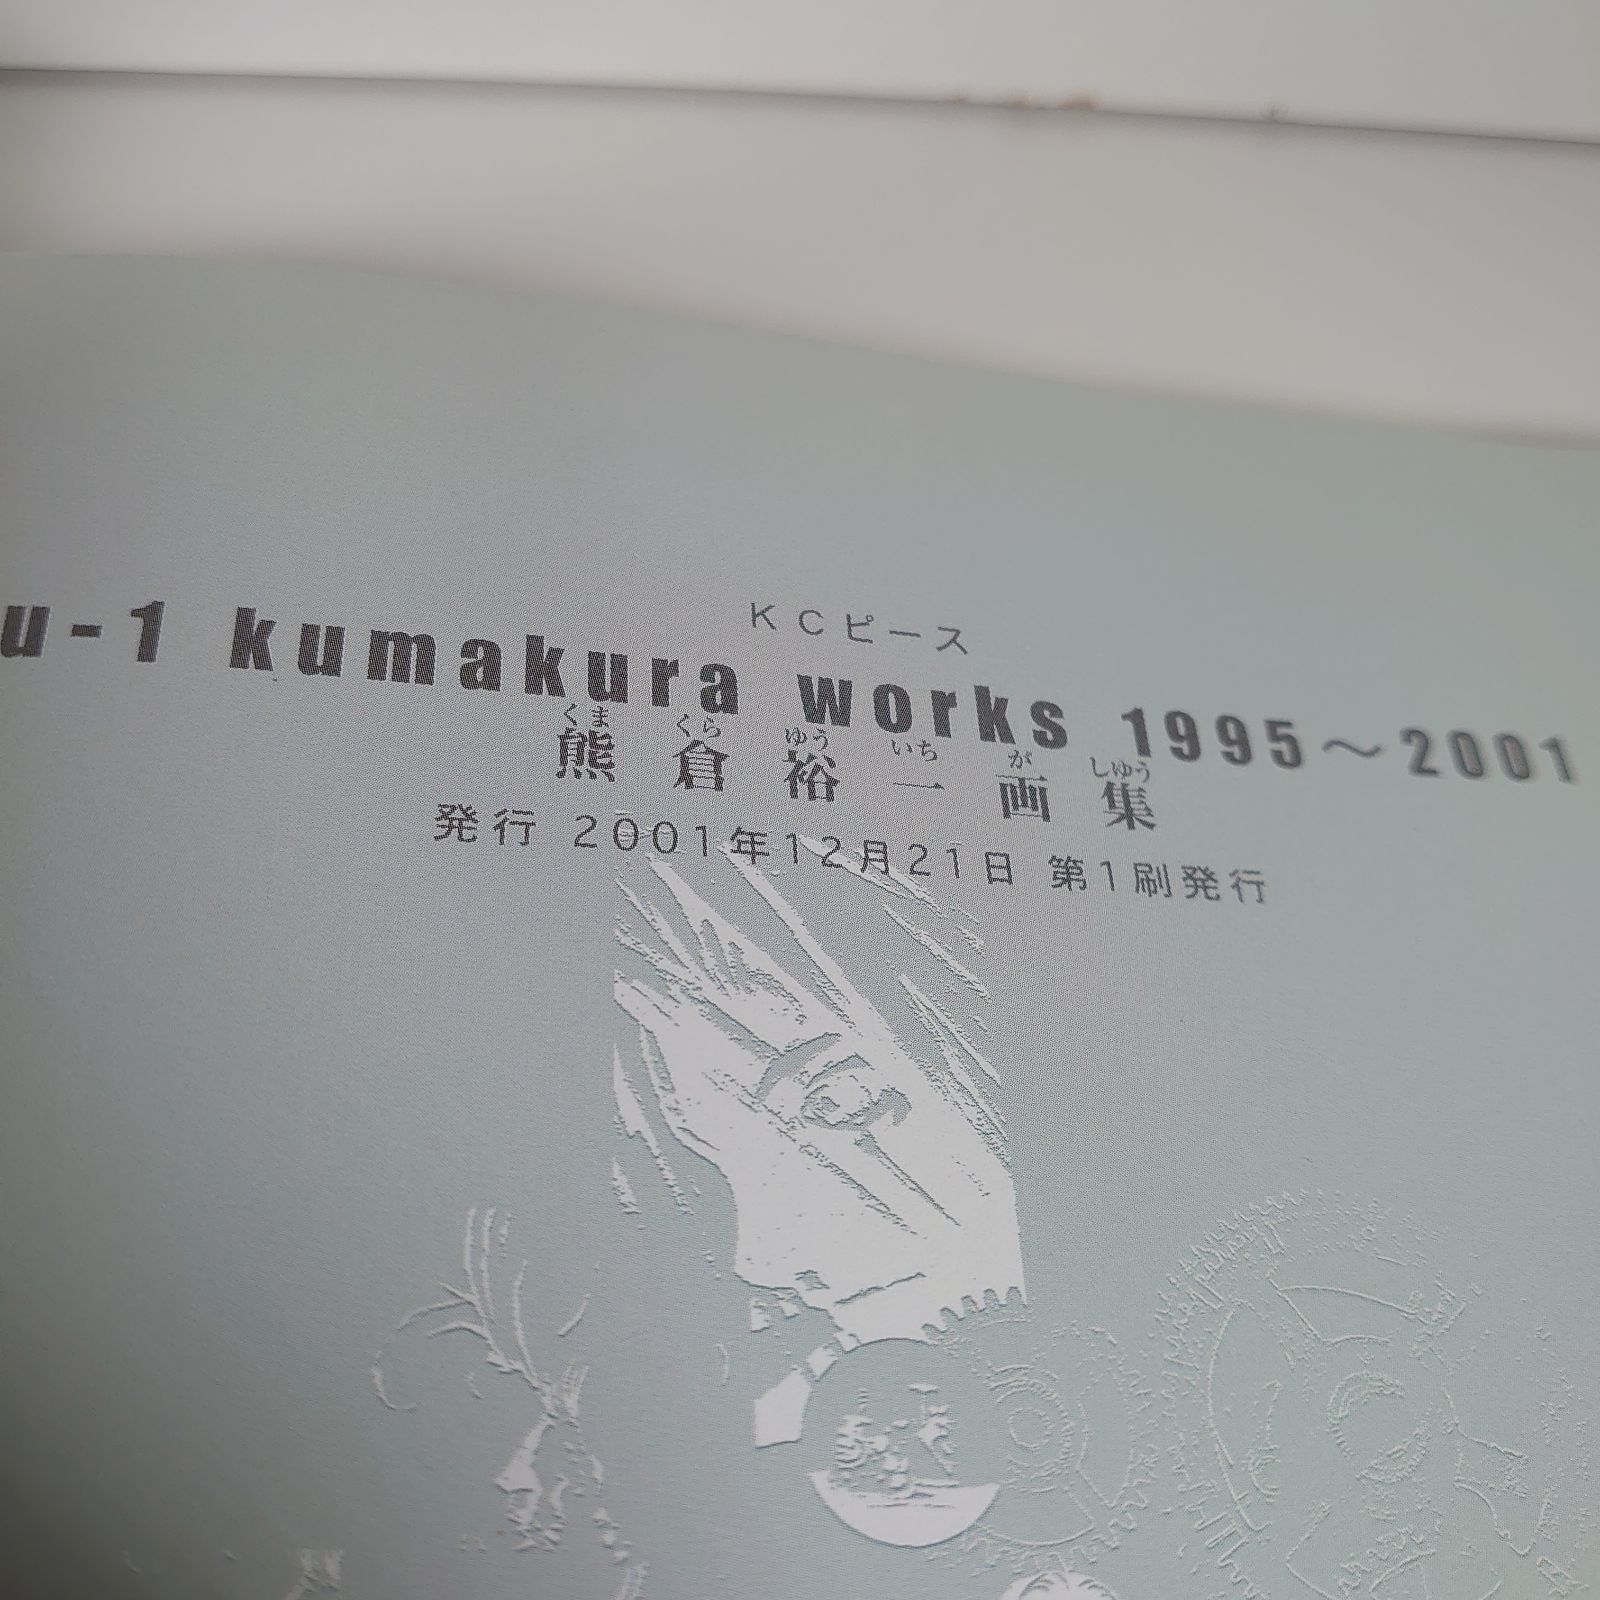 KCピース
u-1 kumakura works 1995～2001
くま くら ゆう いち が しゅう
熊倉裕一画集
発行 2001年12月21日 第1刷発行